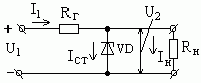 I₁ Rг U₂
+
U₁ Iст VD Iн Rн
−